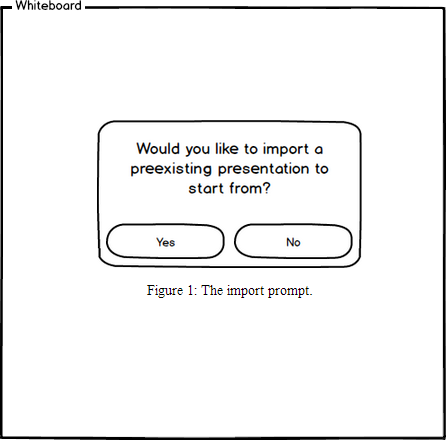 Whiteboard
Would you like to import a
preexisting presentation to
start from?
Yes No
Figure 1: The import prompt.